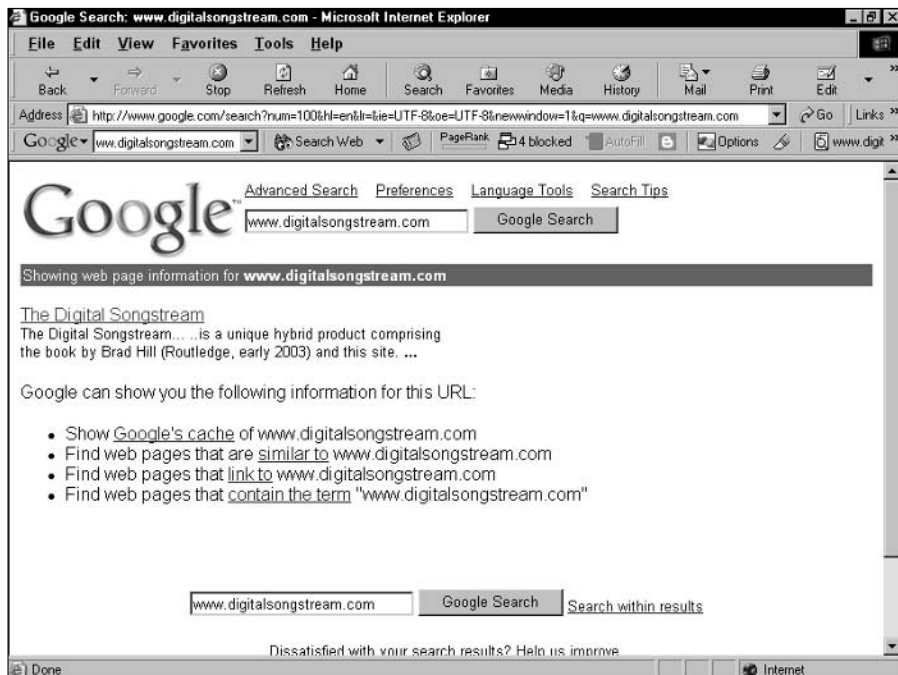 Google Search: www.digitalsongstream.com - Microsoft Internet Explorer
File Edit View Favorites Tools Help
Back Forward Stop Refresh Home Search Favorites Media History Mail Print Edit
Address http://www.google.com/search?num=100&hl=en&lr=&ie=UTF-8&oe=UTF-8&newwindow=1&q=www.digitalsongstream.com Go Links »
Google ww.digitalsongstream.com Search Web PageRank 4 blocked AutoFill Options www.digit »
Google™
Advanced Search Preferences Language Tools Search Tips
www.digitalsongstream.com Google Search
Showing web page information for www.digitalsongstream.com
The Digital Songstream
The Digital Songstream... ..is a unique hybrid product comprising
the book by Brad Hill (Routledge, early 2003) and this site. ...
Google can show you the following information for this URL:
• Show Google's cache of www.digitalsongstream.com
• Find web pages that are similar to www.digitalsongstream.com
• Find web pages that link to www.digitalsongstream.com
• Find web pages that contain the term "www.digitalsongstream.com"
www.digitalsongstream.com Google Search Search within results
Dissatisfied with your search results? Help us improve
Done Internet